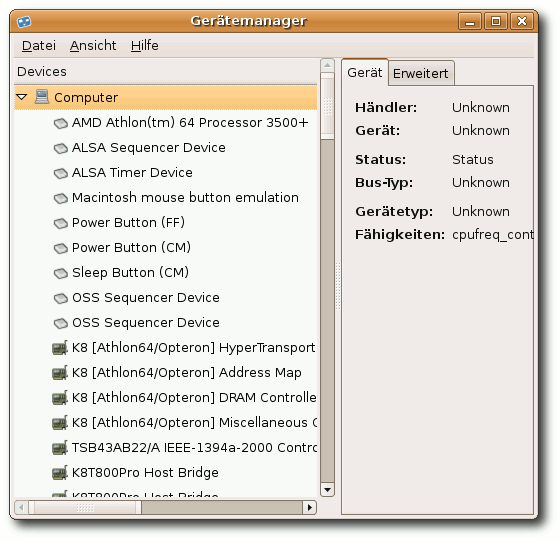 Gerätemanager
Datei Ansicht Hilfe
Devices
Computer
AMD Athlon(tm) 64 Processor 3500+
ALSA Sequencer Device
ALSA Timer Device
Macintosh mouse button emulation
Power Button (FF)
Power Button (CM)
Sleep Button (CM)
OSS Sequencer Device
OSS Sequencer Device
K8 [Athlon64/Opteron] HyperTransport
K8 [Athlon64/Opteron] Address Map
K8 [Athlon64/Opteron] DRAM Controlle
K8 [Athlon64/Opteron] Miscellaneous C
TSB43AB22/A IEEE-1394a-2000 Contro
K8T800Pro Host Bridge
K8T800Pro Host Bridge
Gerät Erweitert
Händler: Unknown
Gerät: Unknown
Status: Status
Bus-Typ: Unknown
Gerätetyp: Unknown
Fähigkeiten: cpufreq_cont